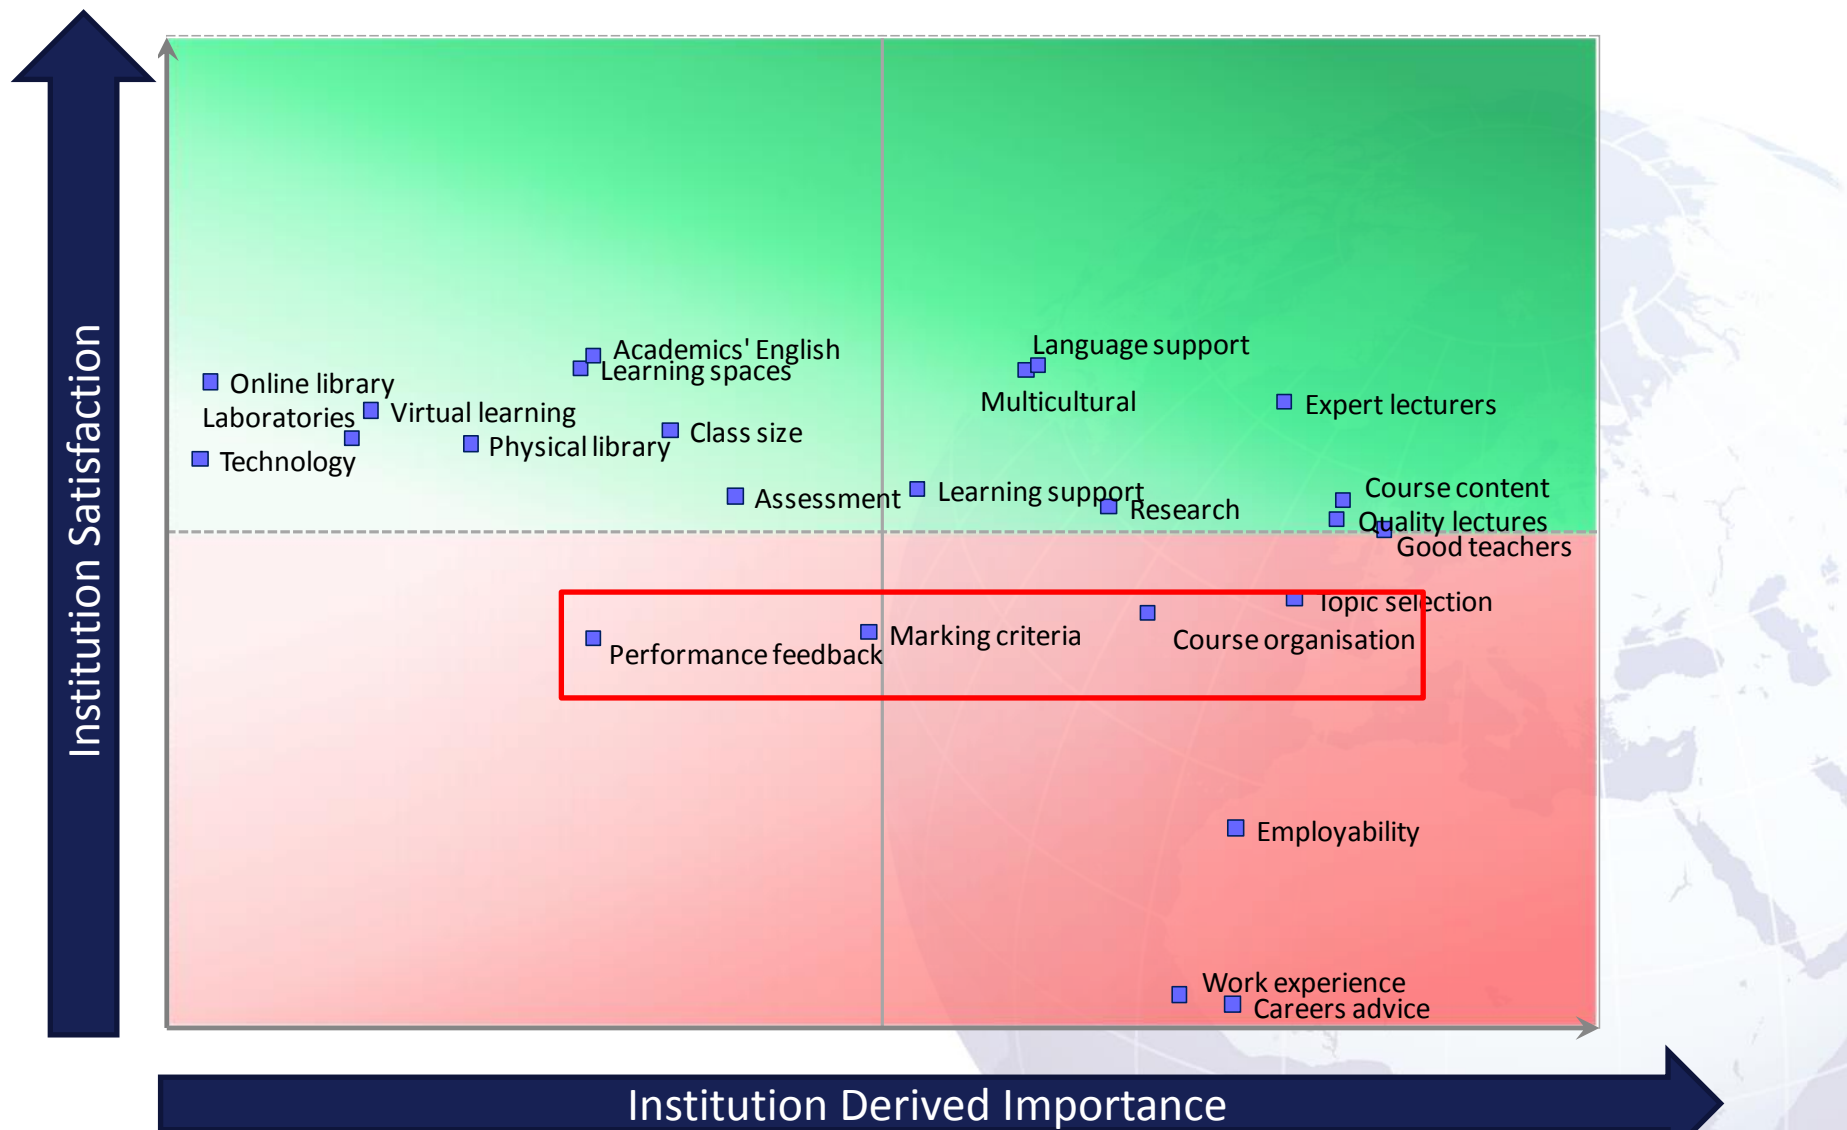 Institution Satisfaction
Academics' English
Learning spaces
Language support
Multicultural
Online library
Laboratories
Virtual learning
Expert lecturers
Physical library
Class size
Technology
Assessment
Learning support
Research
Course content
Quality lectures
Good teachers
Topic selection
Performance feedback
Marking criteria
Course organisation
Employability
Work experience
Careers advice
Institution Derived Importance